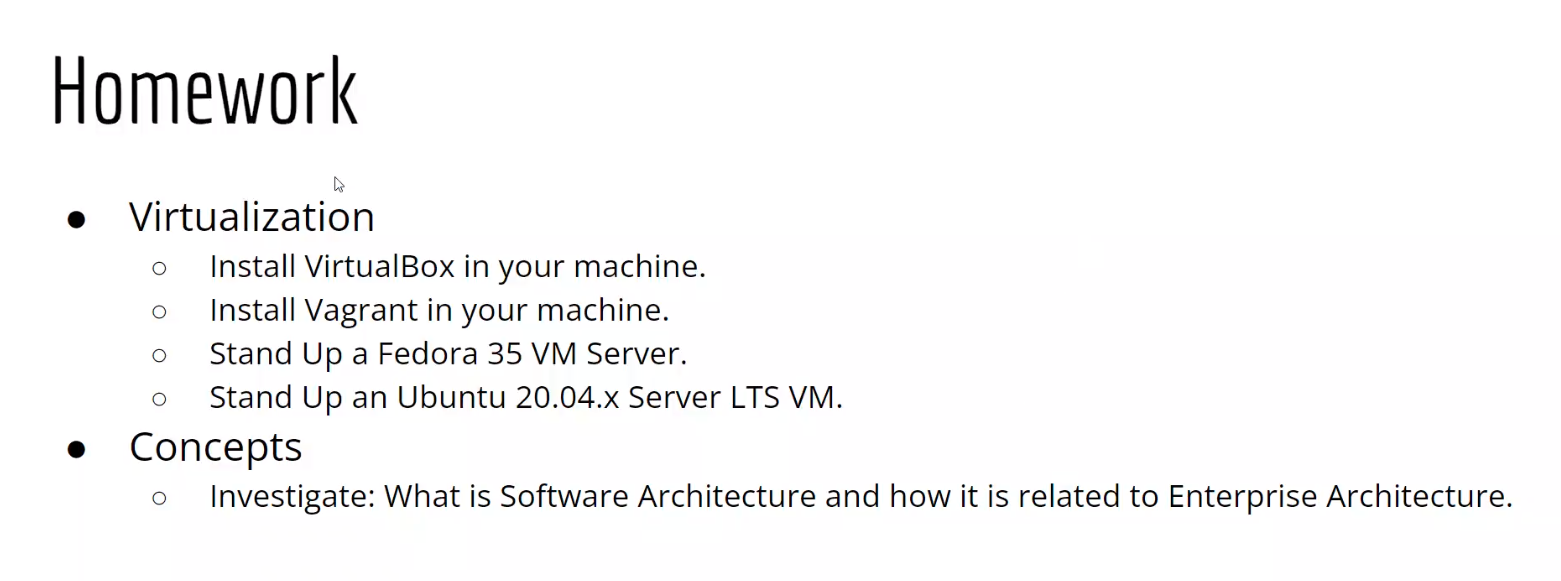 Homework
● Virtualization
○ Install VirtualBox in your machine.
○ Install Vagrant in your machine.
○ Stand Up a Fedora 35 VM Server.
○ Stand Up an Ubuntu 20.04.x Server LTS VM.
● Concepts
○ Investigate: What is Software Architecture and how it is related to Enterprise Architecture.